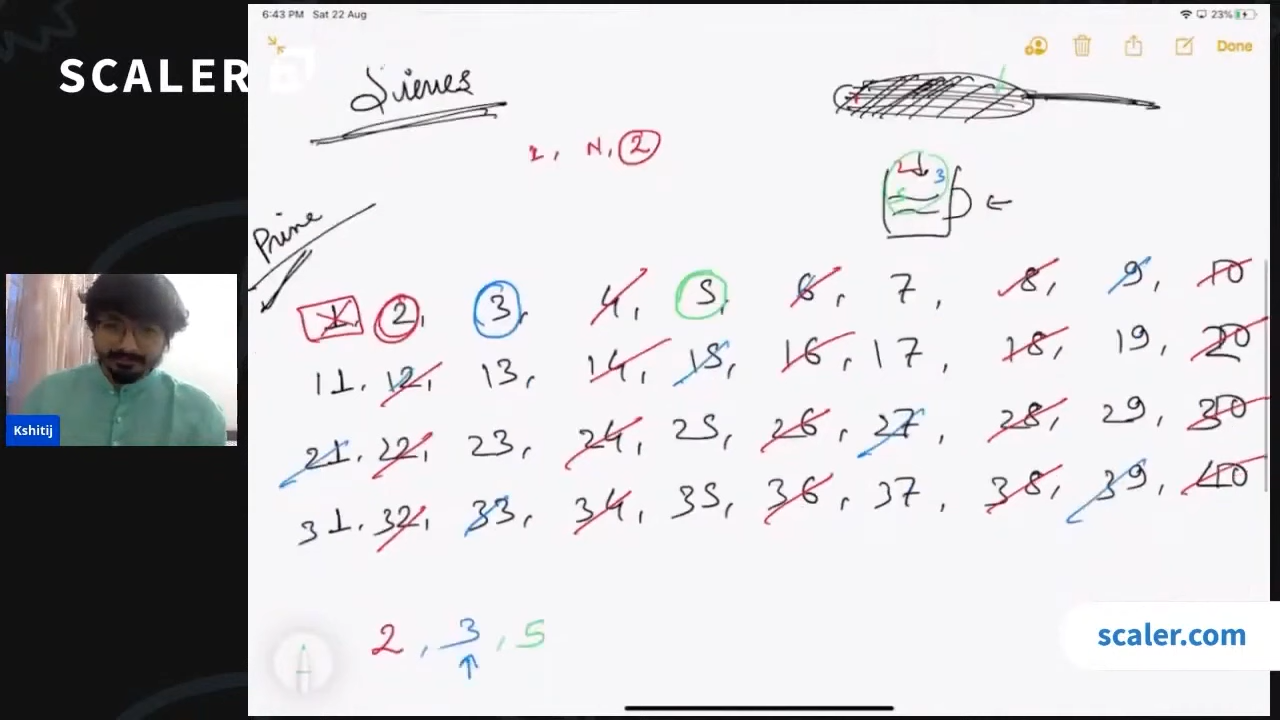 6:43 PM Sat 22 Aug
23%
SCALER
Done
Sieves
1, N, 2
2 3
5
Prime
1, 2, 3, 4, 5, 6, 7, 8, 9, 10
11, 12, 13, 14, 15, 16, 17, 18, 19, 20
21, 22, 23, 24, 25, 26, 27, 28, 29, 30
31, 32, 33, 34, 35, 36, 37, 38, 39, 40
Kshitij
2, 3, 5
scaler.com